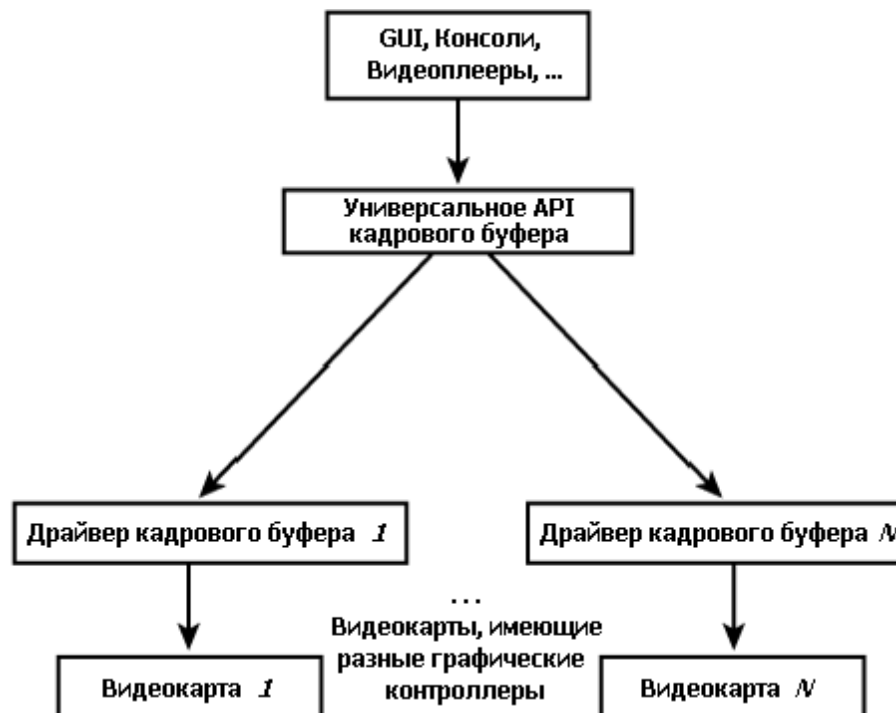 GUI, Консоли,
Видеоплееры, ...
Универсальное API
кадрового буфера
Драйвер кадрового буфера 1
Драйвер кадрового буфера N
...
Видеокарты, имеющие
разные графические
контроллеры
Видеокарта 1
Видеокарта N